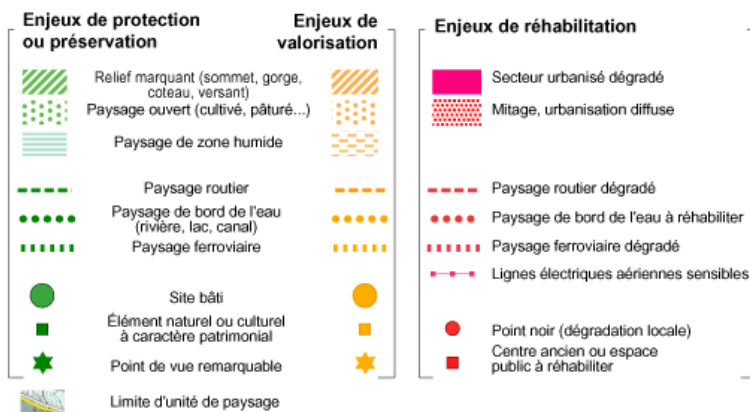 Enjeux de protection
ou préservation
Enjeux de
valorisation
Relief marquant (sommet, gorge,
coteau, versant)
Paysage ouvert (cultivé, pâturé...)
Paysage de zone humide
Paysage routier
Paysage de bord de l'eau
(rivière, lac, canal)
Paysage ferroviaire
Site bâti
Élément naturel ou culturel
à caractère patrimonial
Point de vue remarquable
Limite d'unité de paysage
Enjeux de réhabilitation
Secteur urbanisé dégradé
Mitage, urbanisation diffuse
Paysage routier dégradé
Paysage de bord de l'eau à réhabiliter
Paysage ferroviaire dégradé
Lignes électriques aériennes sensibles
Point noir (dégradation locale)
Centre ancien ou espace
public à réhabiliter